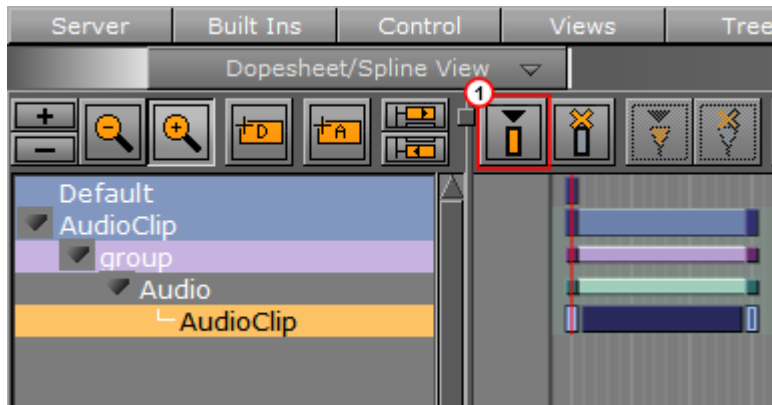 Server Built Ins Control Views Tree
Dopesheet/Spline View
1
+ D A
Default
AudioClip
group
Audio
AudioClip